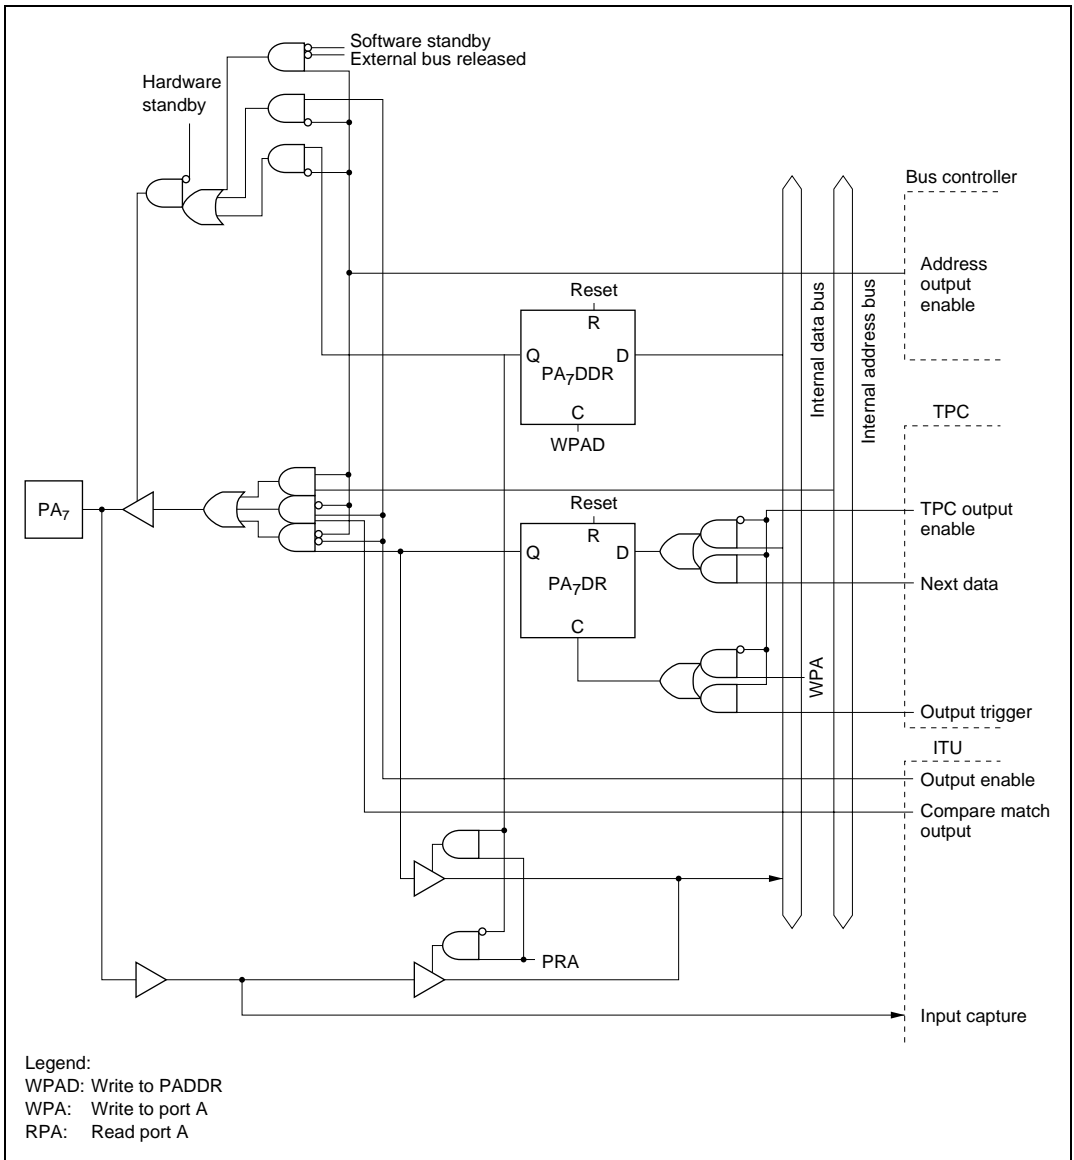 Software standby
External bus released
Hardware
standby
Bus controller
Address
output
enable
Internal data bus
Internal address bus
Reset
R
Q
D
PA7DDR
C
WPAD
TPC
PA7
Reset
R
Q
D
PA7DR
C
TPC output
enable
Next data
WPA
Output trigger
ITU
Output enable
Compare match
output
PRA
Input capture
Legend:
WPAD: Write to PADDR
WPA: Write to port A
RPA: Read port A